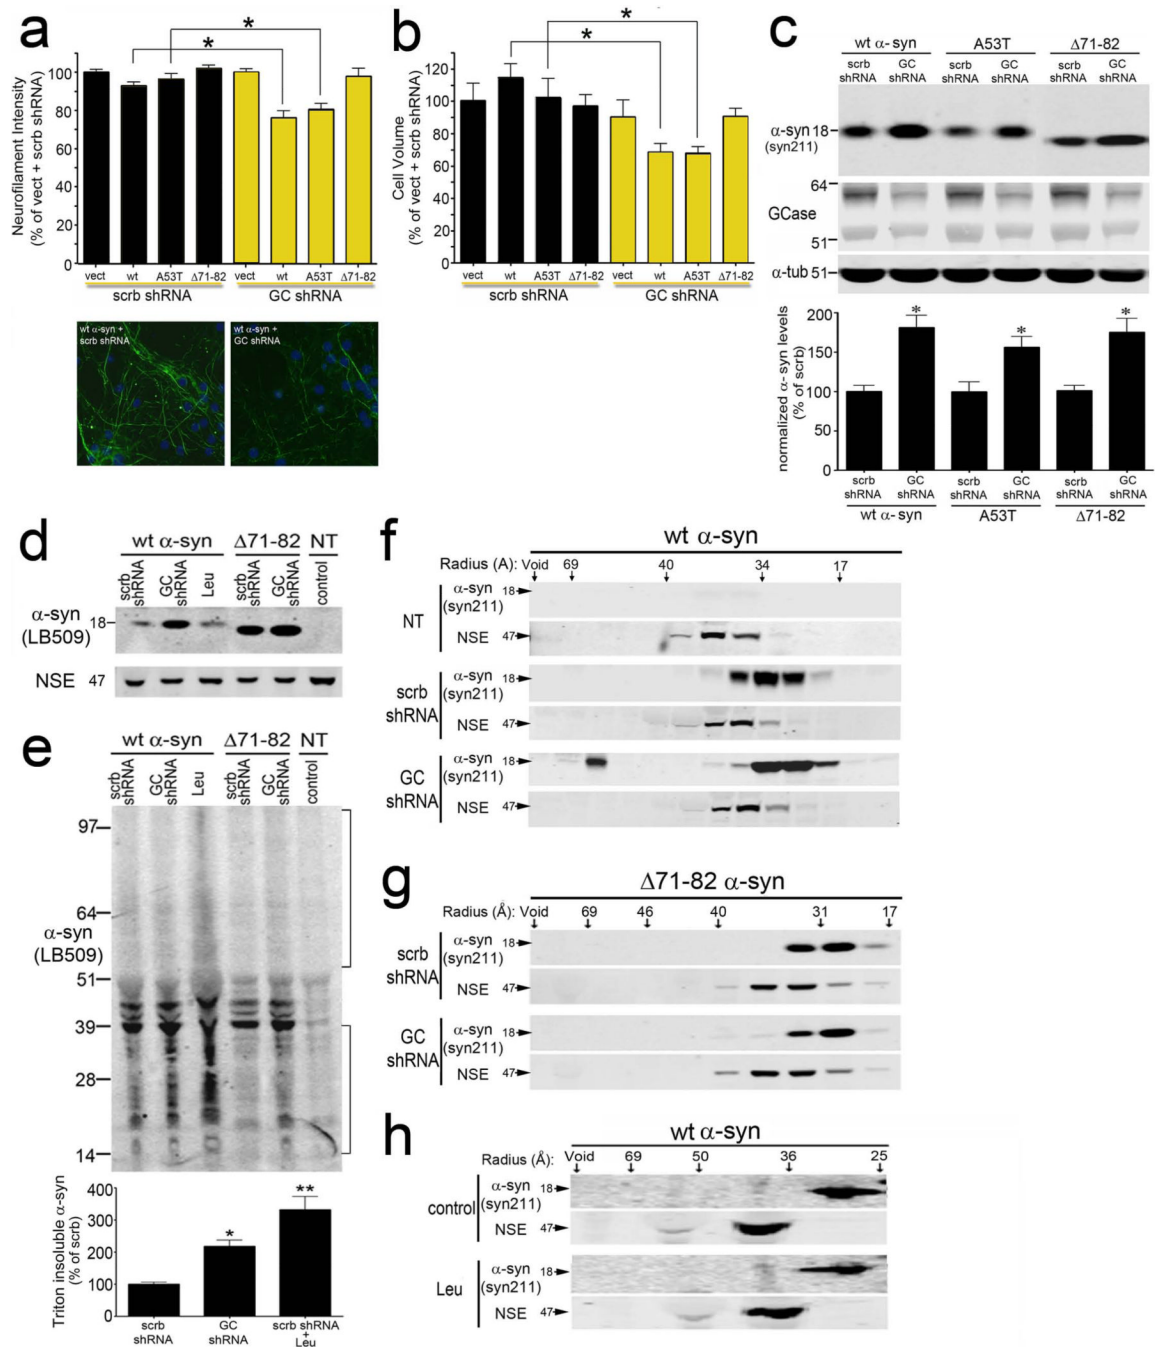 a
*
*
Neurofilament Intensity
(% of vect + scrb shRNA)
120
100
80
60
40
20
0
vect wt A53T Δ71-82 vect wt A53T Δ71-82
scrb shRNA GC shRNA
wt α-syn +
scrb shRNA
wt α-syn +
GC shRNA
b
*
*
Cell Volume
(% of vect + scrb shRNA)
120
100
80
60
40
20
0
vect wt A53T Δ71-82 vect wt A53T Δ71-82
scrb shRNA GC shRNA
c
wt α-syn A53T Δ71-82
scrb shRNA GC shRNA scrb shRNA GC shRNA scrb shRNA GC shRNA
α-syn 18
(syn211)
64
GCase
51
α-tub 51
normalized α-syn levels
(% of scrb)
200
150
100
50
0
* * *
scrb shRNA GC shRNA scrb shRNA GC shRNA scrb shRNA GC shRNA
wt α-syn A53T Δ71-82
d
wt α-syn Δ71-82 NT
scrb shRNA GC shRNA Leu scrb shRNA GC shRNA control
α-syn 18
(LB509)
NSE 47
e
wt α-syn Δ71-82 NT
scrb shRNA GC shRNA Leu scrb shRNA GC shRNA control
97
64
α-syn
(LB509)
51
39
28
14
Triton insoluble α-syn
(% of scrb)
400
300
200
100
0
* **
scrb shRNA GC shRNA scrb shRNA + Leu
f
wt α-syn
Radius (A): Void 69 40 34 17
NT
α-syn 18
(syn211)
NSE 47
scrb shRNA
α-syn 18
(syn211)
NSE 47
GC shRNA
α-syn 18
(syn211)
NSE 47
g
Δ71-82 α-syn
Radius (Å): Void 69 46 40 31 17
scrb shRNA
α-syn 18
(syn211)
NSE 47
GC shRNA
α-syn 18
(syn211)
NSE 47
h
wt α-syn
Radius (Å): Void 69 50 36 25
control
α-syn 18
(syn211)
NSE 47
Leu
α-syn 18
(syn211)
NSE 47